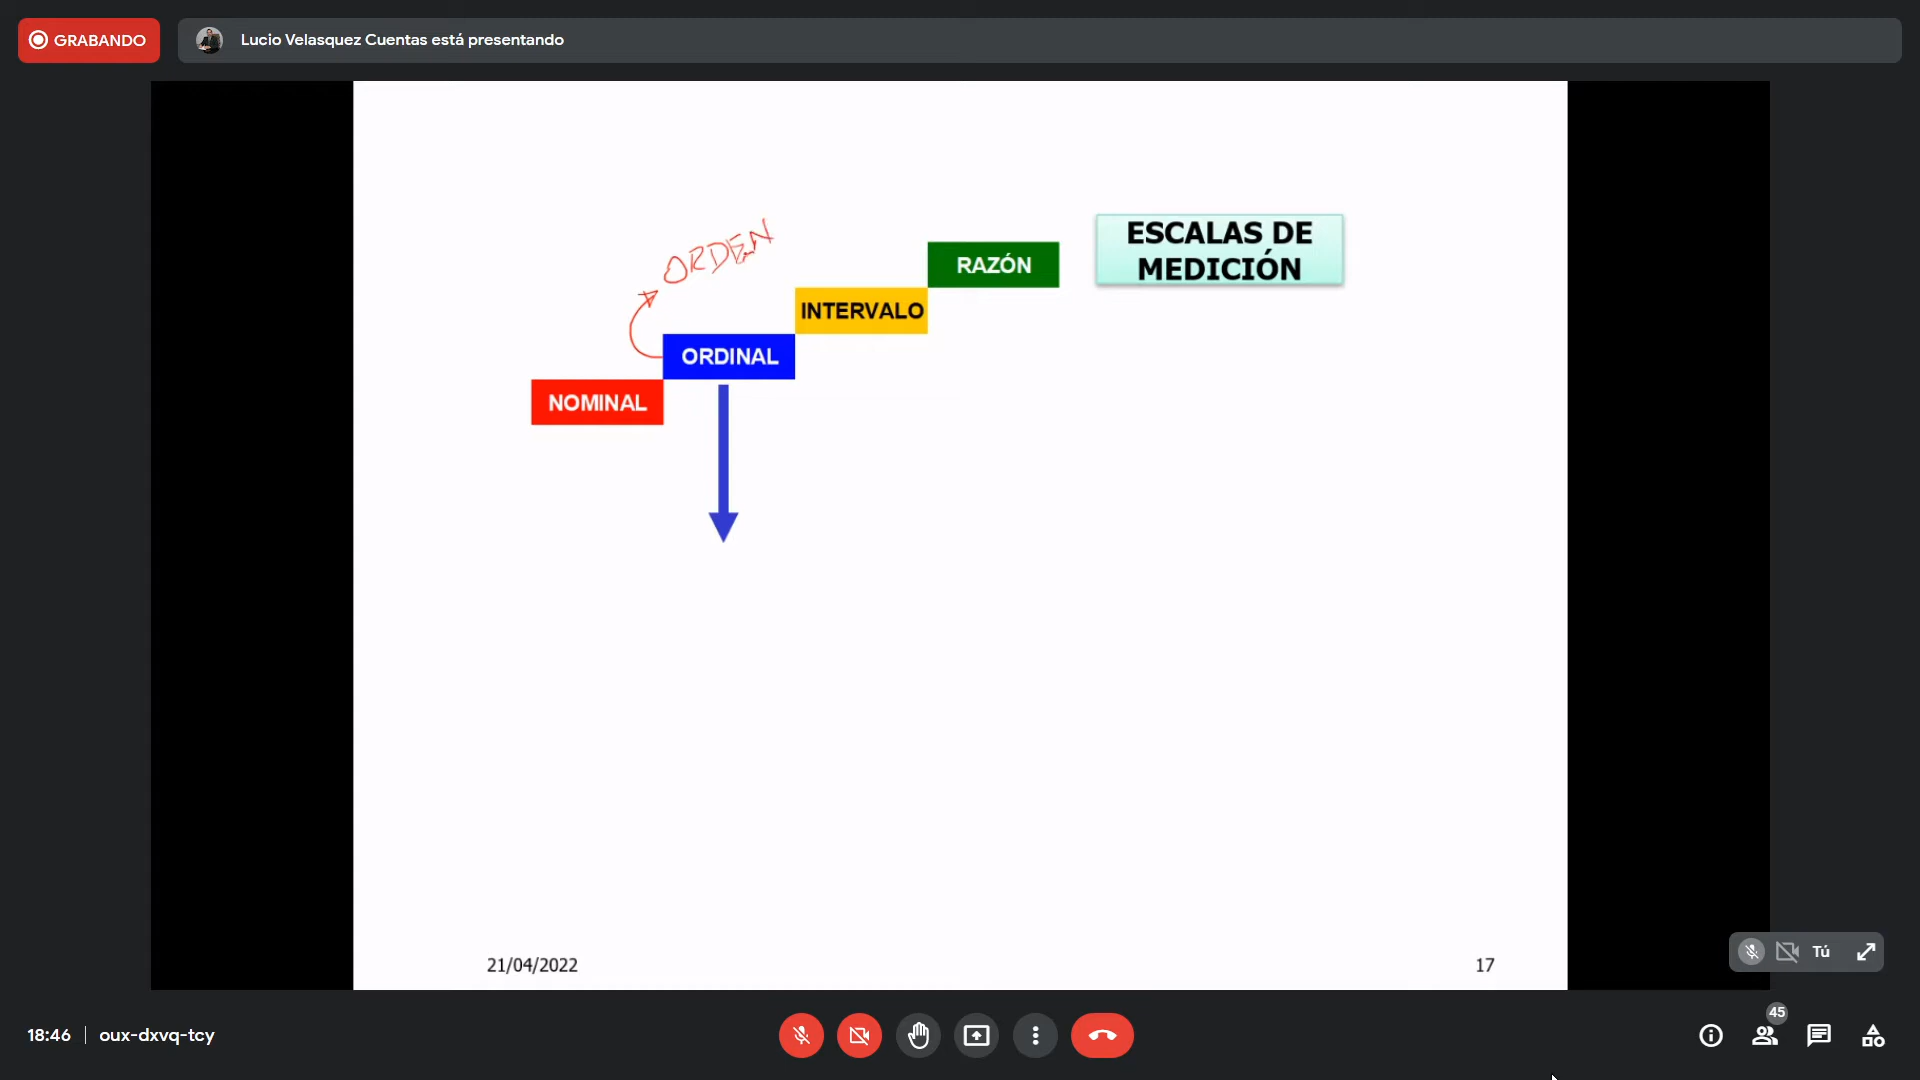 GRABANDO
Lucio Velasquez Cuentas está presentando
ORDEN
ESCALAS DE
MEDICIÓN
RAZÓN
INTERVALO
ORDINAL
NOMINAL
21/04/2022
17
Tú
18:46
oux-dxvq-tcy
45